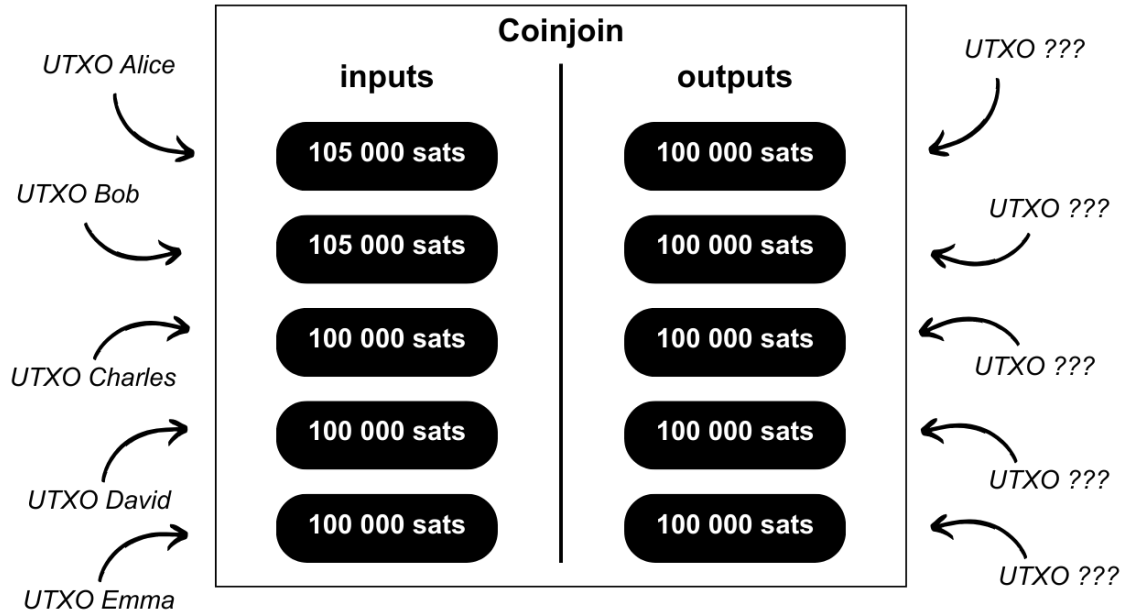 Coinjoin
inputs
outputs
UTXO Alice
105 000 sats
100 000 sats
UTXO ???
UTXO Bob
105 000 sats
100 000 sats
UTXO ???
UTXO Charles
100 000 sats
100 000 sats
UTXO ???
UTXO David
100 000 sats
100 000 sats
UTXO ???
UTXO Emma
100 000 sats
100 000 sats
UTXO ???